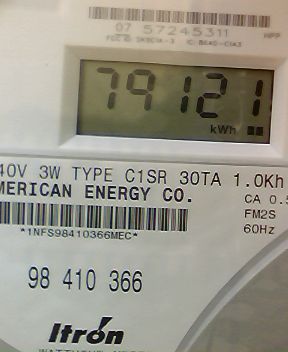 07 57245311
79121
kWh
40V 3W TYPE C1SR 30TA 1.0Kh
MERICAN ENERGY CO.
CA 0.5
*1NFS98410366MEC*
FM2S
60Hz
98 410 366
Itron